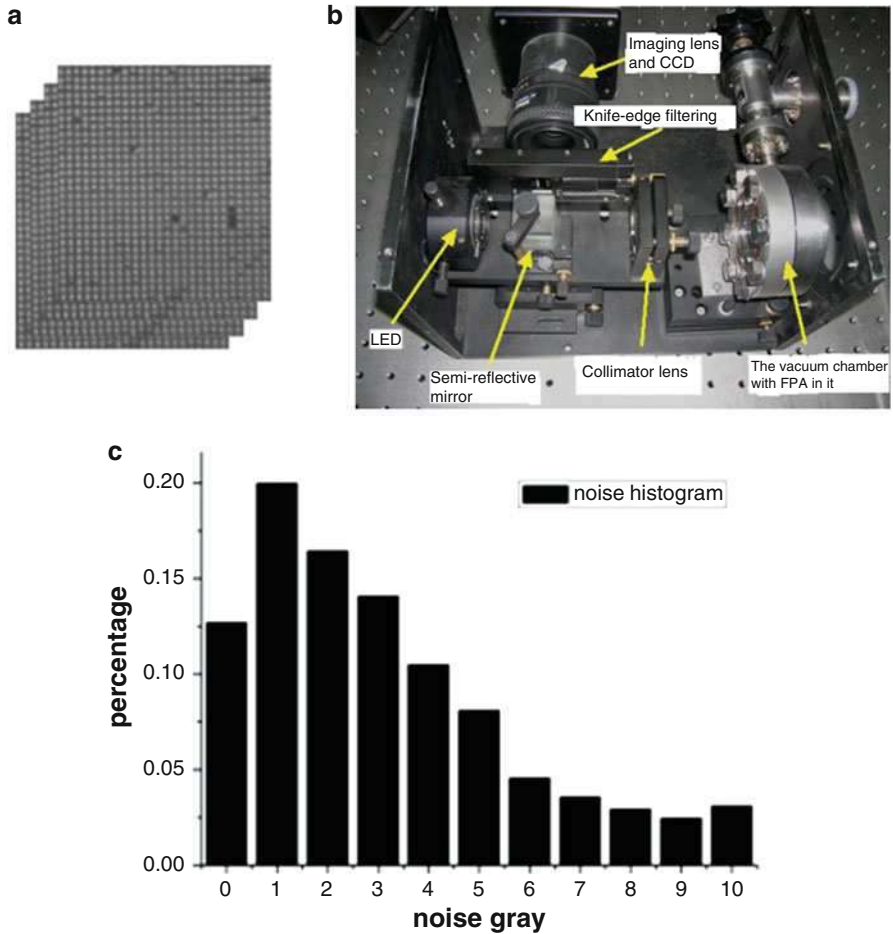 a
b
Imaging lens
and CCD
Knife-edge filtering
LED
Semi-reflective
mirror
Collimator lens
The vacuum chamber
with FPA in it
c
noise histogram
percentage
0.20
0.15
0.10
0.05
0.00
0 1 2 3 4 5 6 7 8 9 10
noise gray